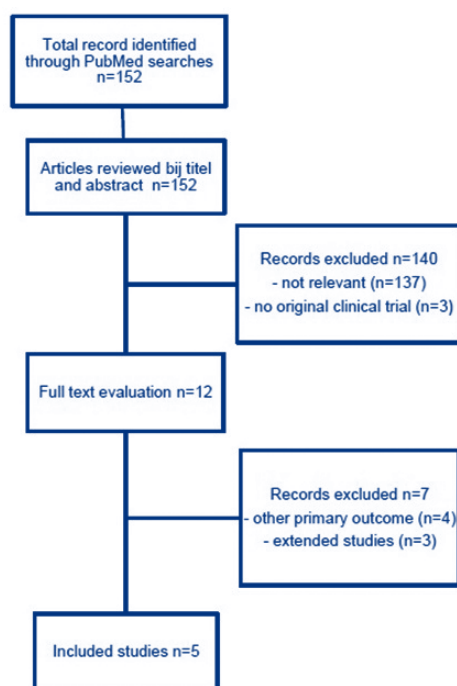 Total record identified
through PubMed searches
n=152
Articles reviewed bij titel
and abstract n=152
Records excluded n=140
- not relevant (n=137)
- no original clinical trial (n=3)
Full text evaluation n=12
Records excluded n=7
- other primary outcome (n=4)
- extended studies (n=3)
Included studies n=5